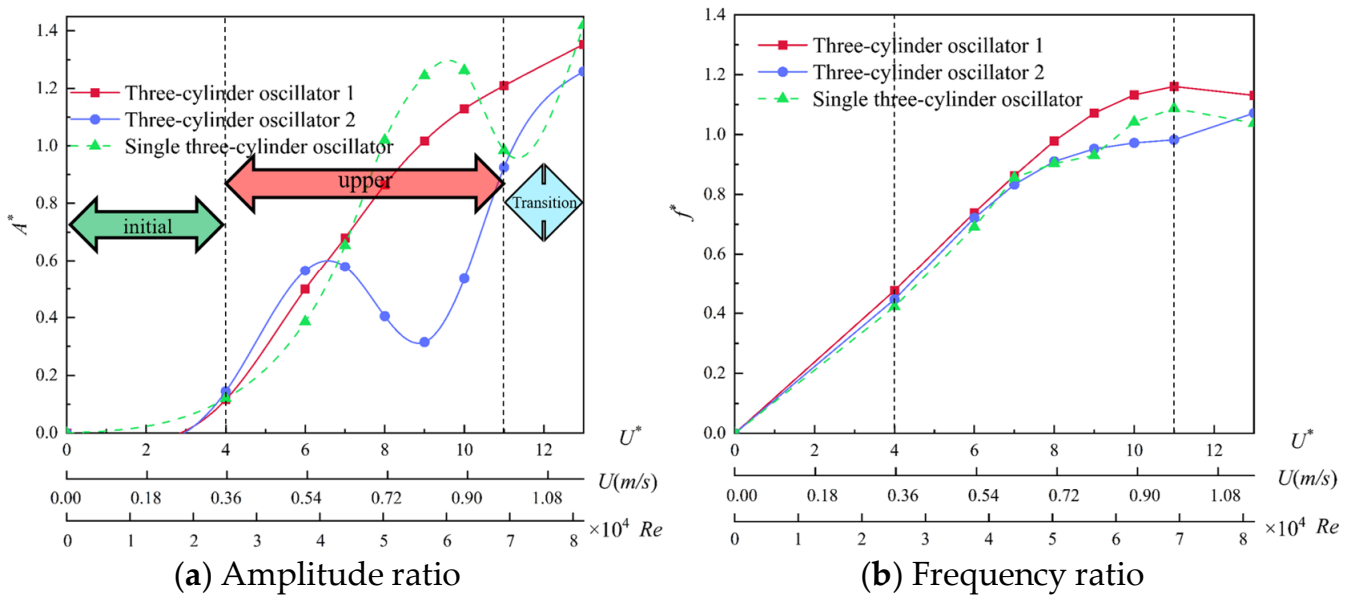 1.4
1.2
1.0
0.8
0.6
0.4
0.2
0.0
A*
Three-cylinder oscillator 1
Three-cylinder oscillator 2
Single three-cylinder oscillator
initial
upper
Transition
0 2 4 6 8 10 12 U*
0.00 0.18 0.36 0.54 0.72 0.90 1.08 U(m/s)
0 1 2 3 4 5 6 7 8 ×10⁴ Re
(a) Amplitude ratio
1.4
1.2
1.0
0.8
0.6
0.4
0.2
0.0
f*
Three-cylinder oscillator 1
Three-cylinder oscillator 2
Single three-cylinder oscillator
0 2 4 6 8 10 12 U*
0.00 0.18 0.36 0.54 0.72 0.90 1.08 U(m/s)
0 1 2 3 4 5 6 7 8 ×10⁴ Re
(b) Frequency ratio